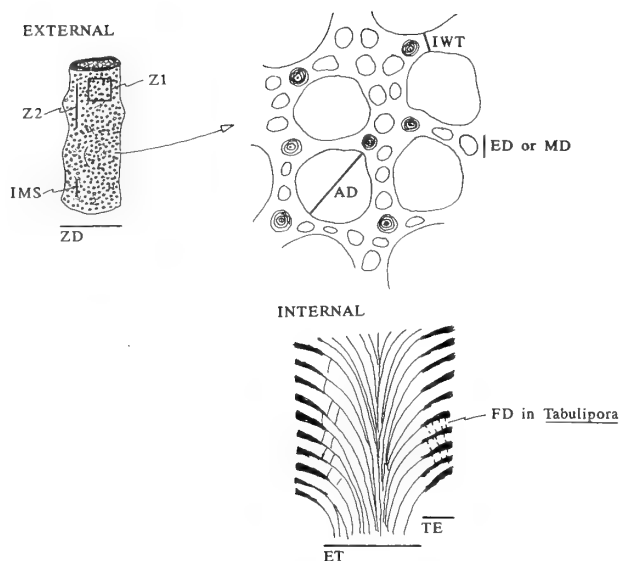 EXTERNAL
Z1
Z2
IMS
ZD
IWT
ED or MD
AD
INTERNAL
FD in Tabulipora
TE
ET